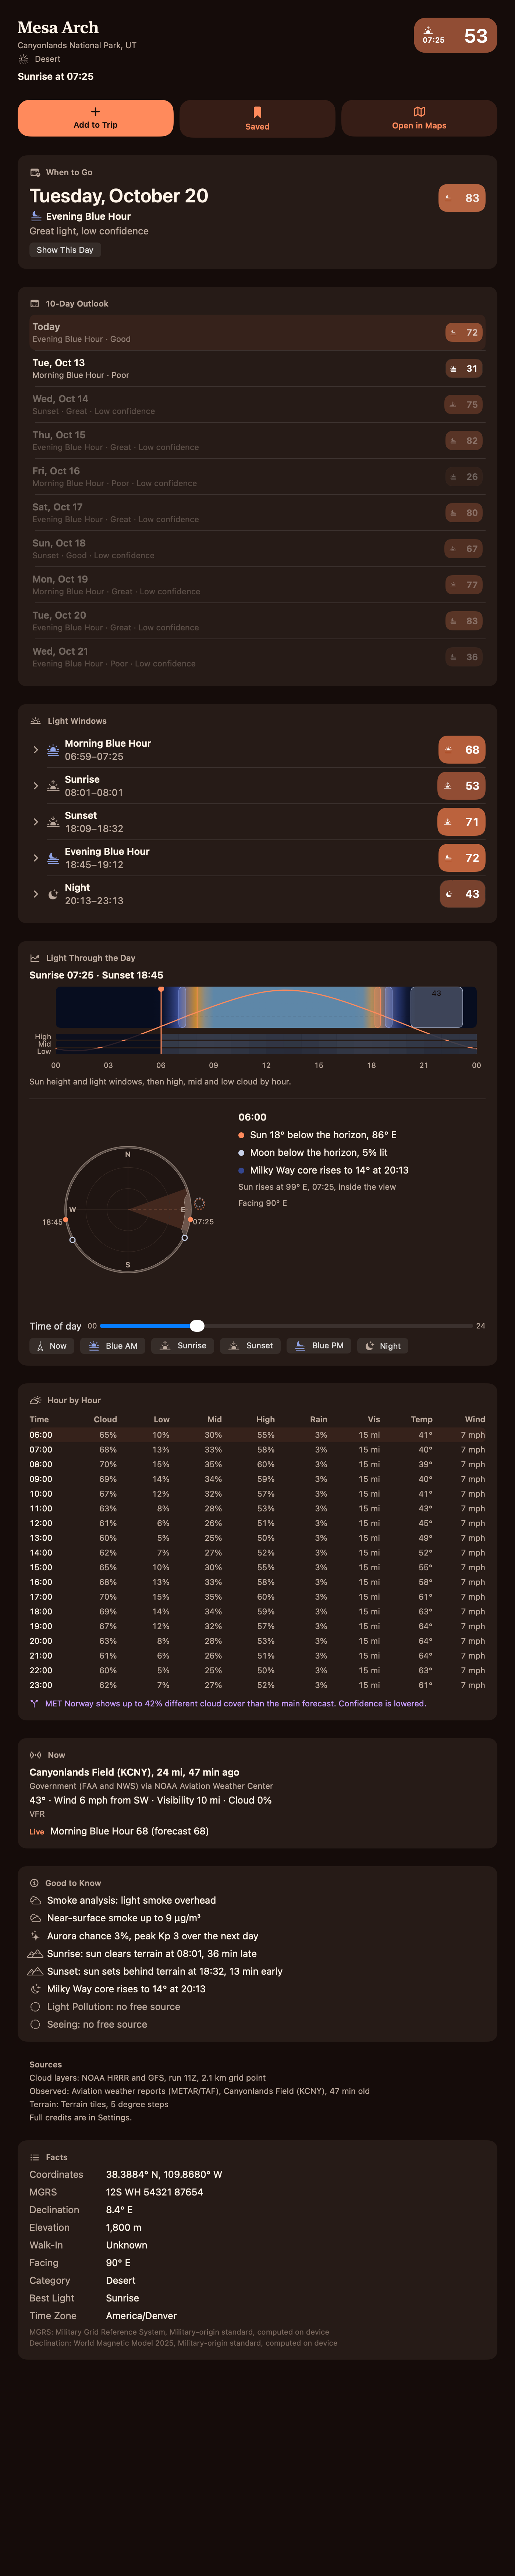 Mesa Arch
Canyonlands National Park, UT
Desert
Sunrise at 07:25
07:25
53
Add to Trip
Saved
Open in Maps
When to Go
Tuesday, October 20
Evening Blue Hour
Great light, low confidence
Show This Day
83
10-Day Outlook
Today
Evening Blue Hour · Good
72
Tue, Oct 13
Morning Blue Hour · Poor
31
Wed, Oct 14
Sunset · Great · Low confidence
75
Thu, Oct 15
Evening Blue Hour · Great · Low confidence
82
Fri, Oct 16
Morning Blue Hour · Poor · Low confidence
26
Sat, Oct 17
Evening Blue Hour · Great · Low confidence
80
Sun, Oct 18
Sunset · Good · Low confidence
67
Mon, Oct 19
Morning Blue Hour · Great · Low confidence
77
Tue, Oct 20
Evening Blue Hour · Great · Low confidence
83
Wed, Oct 21
Evening Blue Hour · Poor · Low confidence
36
Light Windows
Morning Blue Hour
06:59–07:25
68
Sunrise
08:01–08:01
53
Sunset
18:09–18:32
71
Evening Blue Hour
18:45–19:12
72
Night
20:13–23:13
43
Light Through the Day
Sunrise 07:25 · Sunset 18:45
43
High
Mid
Low
00 03 06 09 12 15 18 21 00
Sun height and light windows, then high, mid and low cloud by hour.
06:00
Sun 18° below the horizon, 86° E
Moon below the horizon, 5% lit
Milky Way core rises to 14° at 20:13
Sun rises at 99° E, 07:25, inside the view
Facing 90° E
N
W
E
S
18:45
07:25
Time of day 00 24
Now Blue AM Sunrise Sunset Blue PM Night
Hour by Hour
Time Cloud Low Mid High Rain Vis Temp Wind
06:00 65% 10% 30% 55% 3% 15 mi 41° 7 mph
07:00 68% 13% 33% 58% 3% 15 mi 40° 7 mph
08:00 70% 15% 35% 60% 3% 15 mi 39° 7 mph
09:00 69% 14% 34% 59% 3% 15 mi 40° 7 mph
10:00 67% 12% 32% 57% 3% 15 mi 41° 7 mph
11:00 63% 8% 28% 53% 3% 15 mi 43° 7 mph
12:00 61% 6% 26% 51% 3% 15 mi 45° 7 mph
13:00 60% 5% 25% 50% 3% 15 mi 49° 7 mph
14:00 62% 7% 27% 52% 3% 15 mi 52° 7 mph
15:00 65% 10% 30% 55% 3% 15 mi 55° 7 mph
16:00 68% 13% 33% 58% 3% 15 mi 58° 7 mph
17:00 70% 15% 35% 60% 3% 15 mi 61° 7 mph
18:00 69% 14% 34% 59% 3% 15 mi 63° 7 mph
19:00 67% 12% 32% 57% 3% 15 mi 64° 7 mph
20:00 63% 8% 28% 53% 3% 15 mi 64° 7 mph
21:00 61% 6% 26% 51% 3% 15 mi 64° 7 mph
22:00 60% 5% 25% 50% 3% 15 mi 63° 7 mph
23:00 62% 7% 27% 52% 3% 15 mi 61° 7 mph
MET Norway shows up to 42% different cloud cover than the main forecast. Confidence is lowered.
Now
Canyonlands Field (KCNY), 24 mi, 47 min ago
Government (FAA and NWS) via NOAA Aviation Weather Center
43° · Wind 6 mph from SW · Visibility 10 mi · Cloud 0%
VFR
Live Morning Blue Hour 68 (forecast 68)
Good to Know
Smoke analysis: light smoke overhead
Near-surface smoke up to 9 µg/m³
Aurora chance 3%, peak Kp 3 over the next day
Sunrise: sun clears terrain at 08:01, 36 min late
Sunset: sun sets behind terrain at 18:32, 13 min early
Milky Way core rises to 14° at 20:13
Light Pollution: no free source
Seeing: no free source
Sources
Cloud layers: NOAA HRRR and GFS, run 11Z, 2.1 km grid point
Observed: Aviation weather reports (METAR/TAF), Canyonlands Field (KCNY), 47 min old
Terrain: Terrain tiles, 5 degree steps
Full credits are in Settings.
Facts
Coordinates 38.3884° N, 109.8680° W
MGRS 12S WH 54321 87654
Declination 8.4° E
Elevation 1,800 m
Walk-In Unknown
Facing 90° E
Category Desert
Best Light Sunrise
Time Zone America/Denver
MGRS: Military Grid Reference System, Military-origin standard, computed on device
Declination: World Magnetic Model 2025, Military-origin standard, computed on device